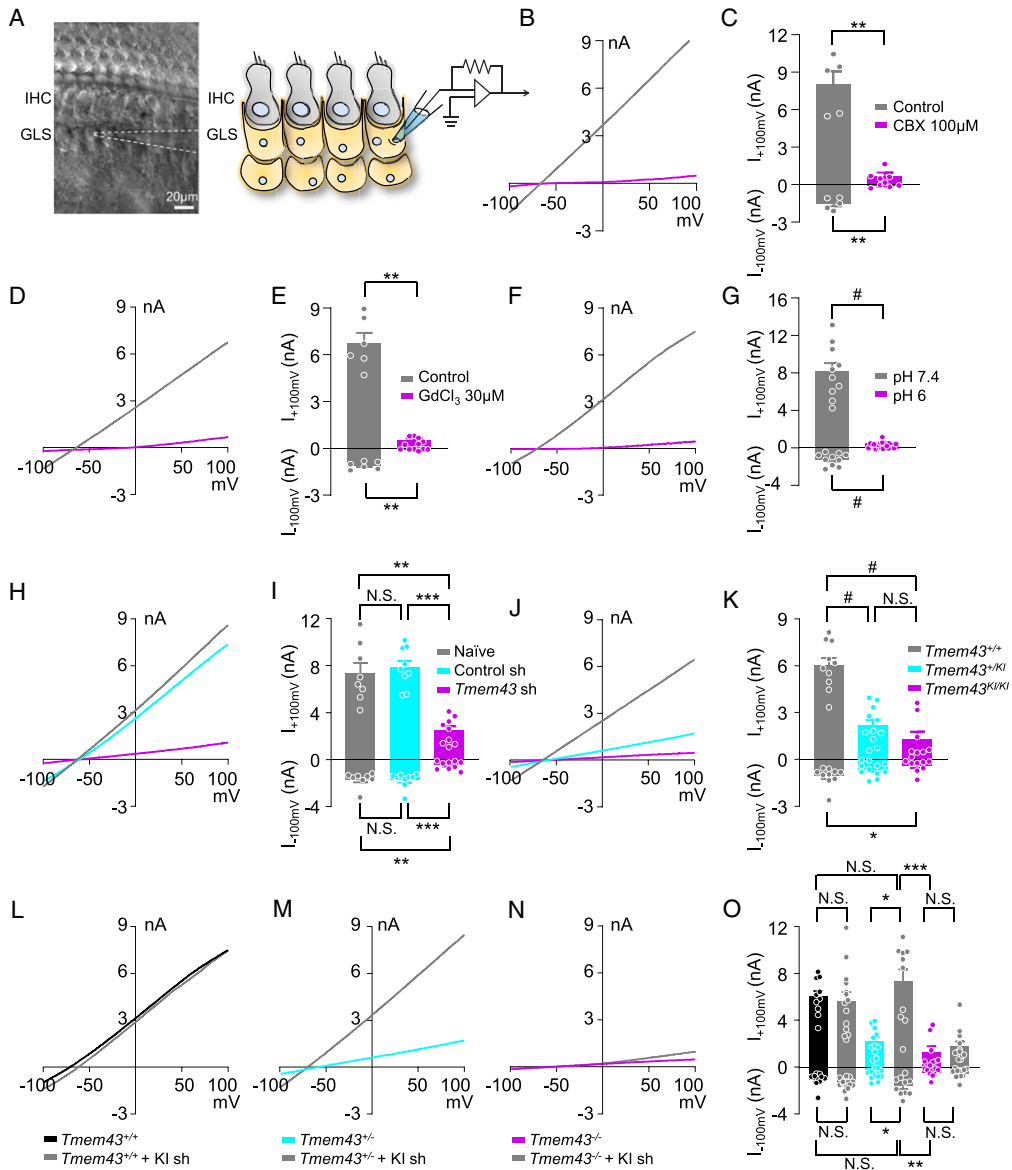 A
IHC
GLS
20µm
IHC
GLS
B
9
nA
6
3
-100
-50
50
100
mV
-3
C
12
9
6
3
0
-3
I+100mV (nA)
I-100mV (nA)
**
Control
CBX 100µM
**
D
9
nA
6
3
-100
-50
50
100
mV
-3
E
9
6
3
0
-3
I+100mV (nA)
I-100mV (nA)
**
Control
GdCl3 30µM
**
F
9
nA
6
3
-100
-50
50
100
mV
-3
G
16
12
8
4
0
-4
I+100mV (nA)
I-100mV (nA)
#
pH 7.4
pH 6
#
H
9
nA
6
3
-100
-50
50
100
mV
-3
I
12
8
4
0
-4
I+100mV (nA)
I-100mV (nA)
**
N.S.
***
Naïve
Control sh
Tmem43 sh
N.S.
***
**
J
9
nA
6
3
-100
-50
50
100
mV
-3
K
9
6
3
0
-3
I+100mV (nA)
I-100mV (nA)
#
#
N.S.
Tmem43+/+
Tmem43+/KI
Tmem43KI/KI
*
L
9
nA
6
3
-100
-50
50
100
mV
-3
Tmem43+/+
Tmem43+/+ + KI sh
M
9
nA
6
3
-100
-50
50
100
mV
-3
Tmem43+/-
Tmem43+/- + KI sh
N
9
nA
6
3
-100
-50
50
100
mV
-3
Tmem43-/-
Tmem43-/- + KI sh
O
12
8
4
0
-4
I+100mV (nA)
I-100mV (nA)
N.S.
***
N.S.
*
N.S.
N.S.
*
N.S.
N.S.
**